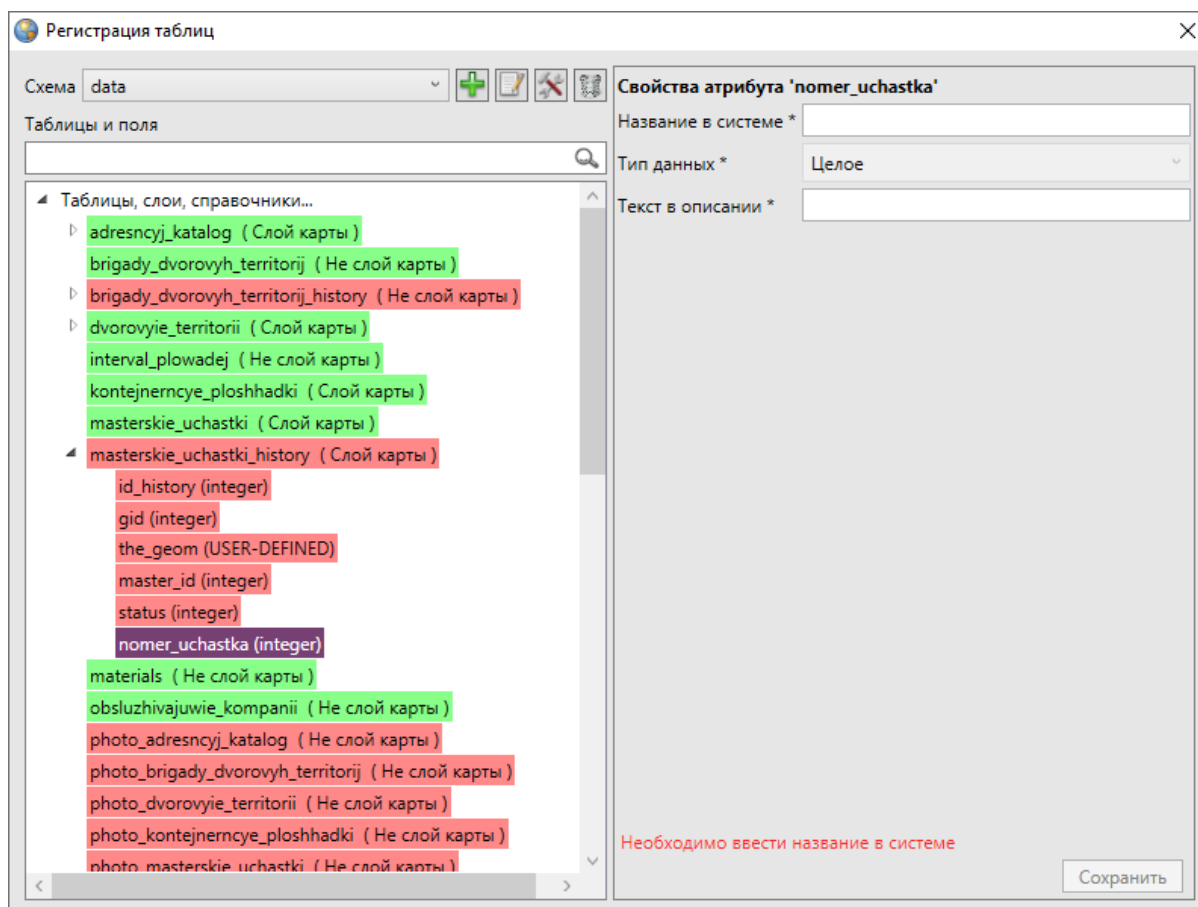 Регистрация таблиц
Схема data
Таблицы и поля
Таблицы, слои, справочники...
adresncyj_katalog ( Слой карты )
brigady_dvorovyh_territorij ( Не слой карты )
brigady_dvorovyh_territorij_history ( Не слой карты )
dvorovyie_territorii ( Слой карты )
interval_plowadej ( Не слой карты )
kontejnerncye_ploshhadki ( Слой карты )
masterskie_uchastki ( Слой карты )
masterskie_uchastki_history ( Слой карты )
id_history (integer)
gid (integer)
the_geom (USER-DEFINED)
master_id (integer)
status (integer)
nomer_uchastka (integer)
materials ( Не слой карты )
obsluzhivajuwie_kompanii ( Не слой карты )
photo_adresncyj_katalog ( Не слой карты )
photo_brigady_dvorovyh_territorij ( Не слой карты )
photo_dvorovyie_territorii ( Не слой карты )
photo_kontejnerncye_ploshhadki ( Не слой карты )
photo_masterskie_uchastki ( Не слой карты )
Свойства атрибута 'nomer_uchastka'
Название в системе *
Тип данных * Целое
Текст в описании *
Необходимо ввести название в системе
Сохранить